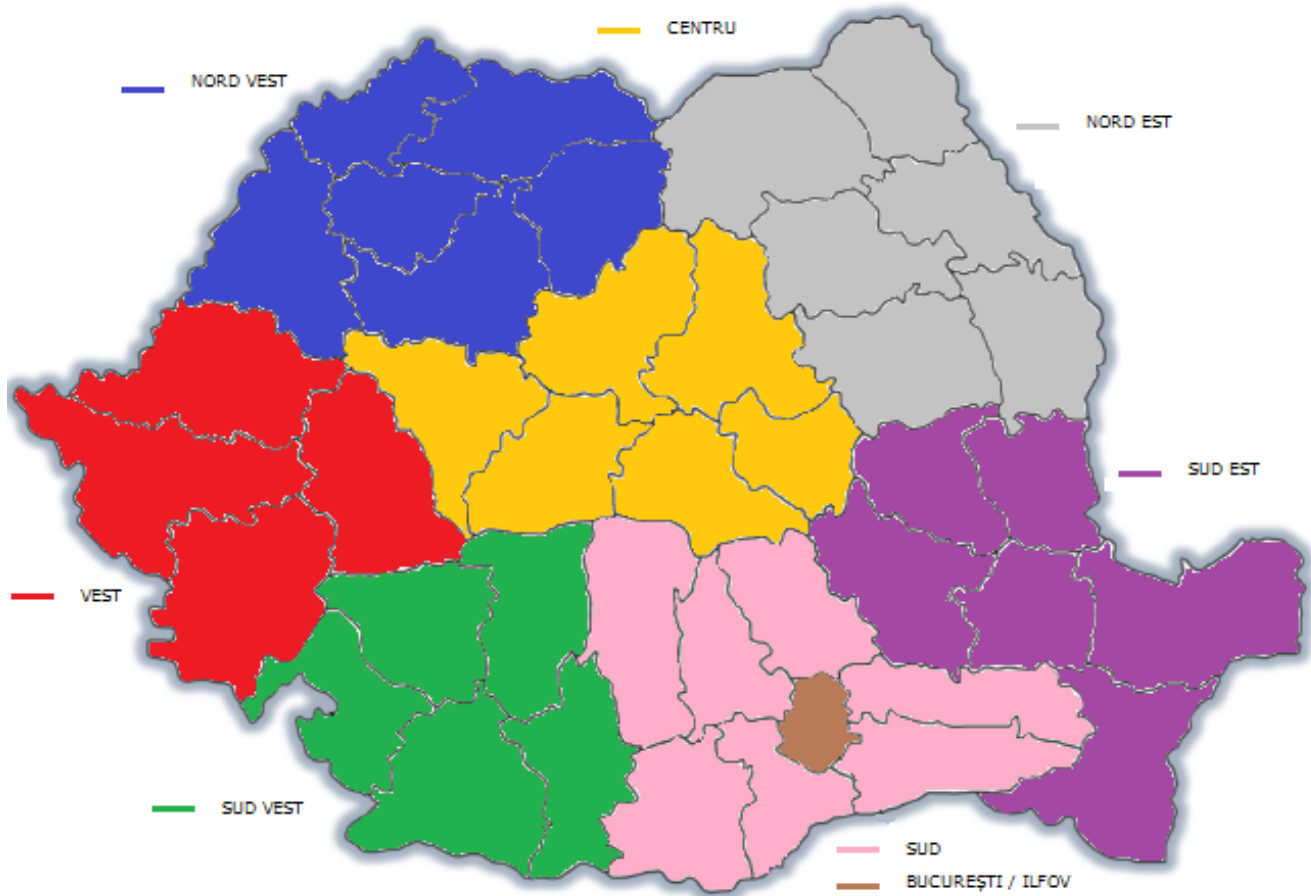 CENTRU
NORD VEST
NORD EST
SUD EST
VEST
SUD VEST
SUD
BUCUREȘTI / ILFOV